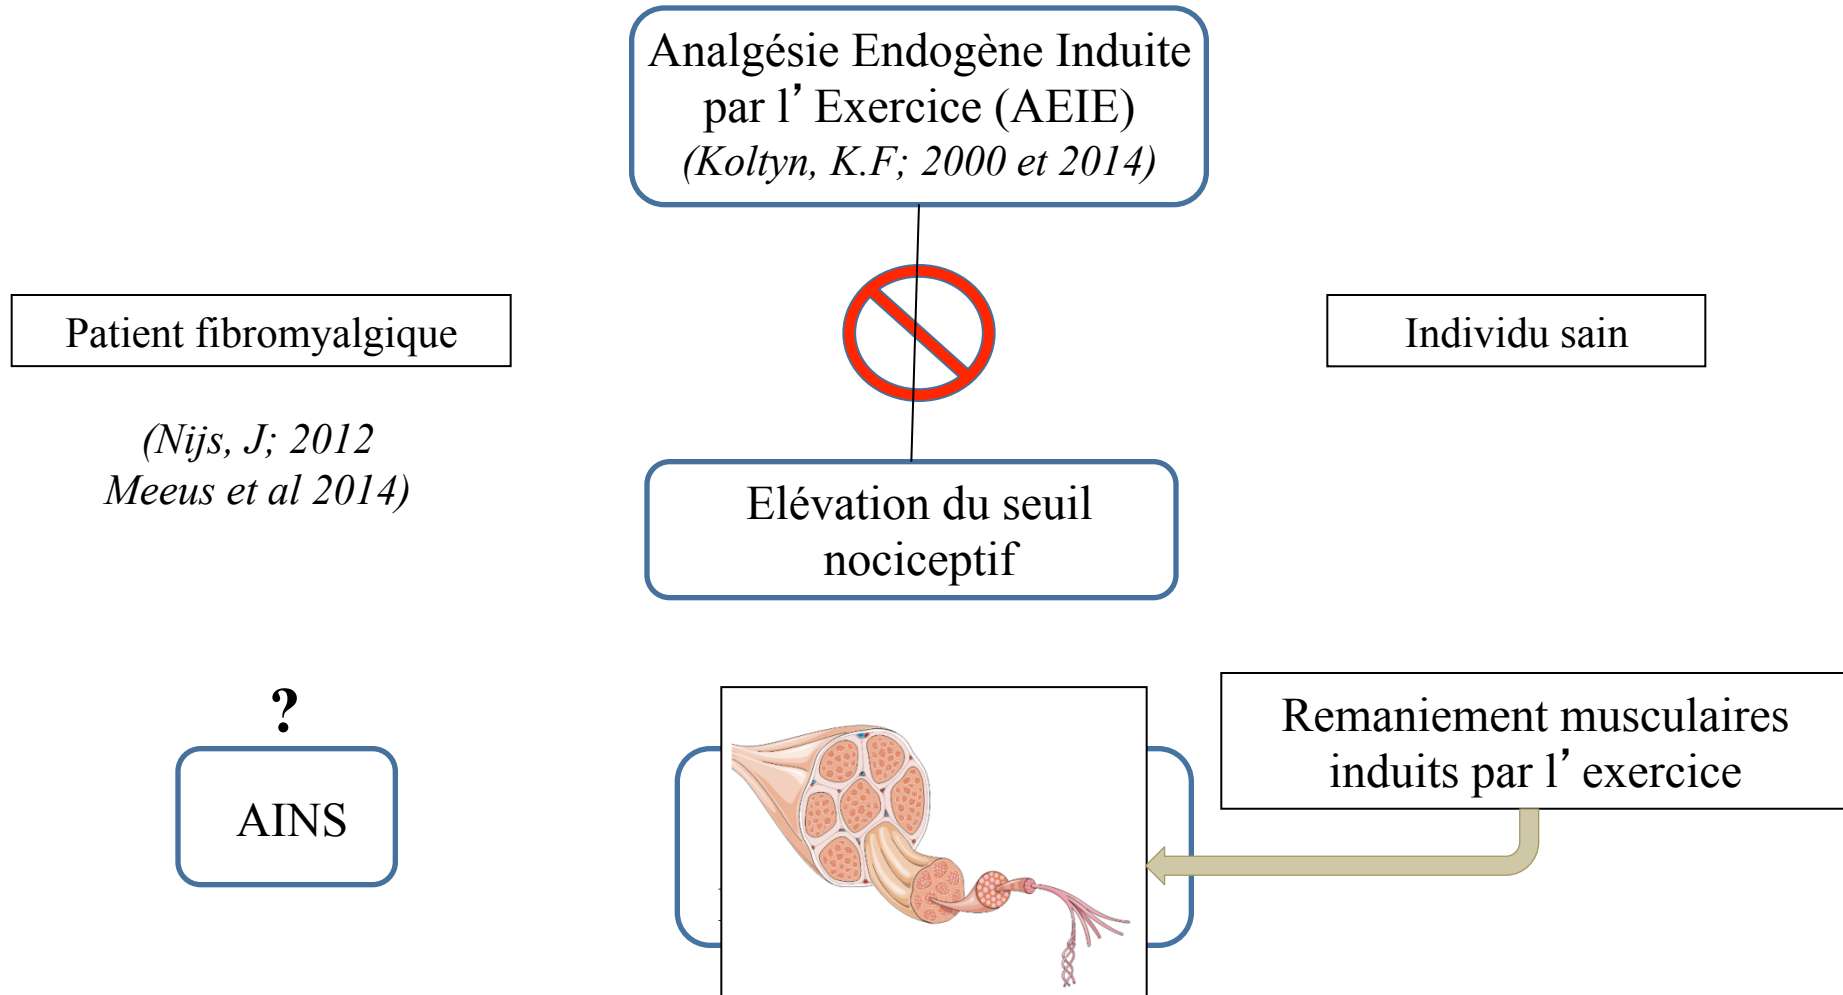 Analgésie Endogène Induite
par l’ Exercice (AEIE)
(Koltyn, K.F; 2000 et 2014)
Patient fibromyalgique
Individu sain
(Nijs, J; 2012
Meeus et al 2014)
Elévation du seuil
nociceptif
?
AINS
Remaniement musculaires
induits par l’ exercice